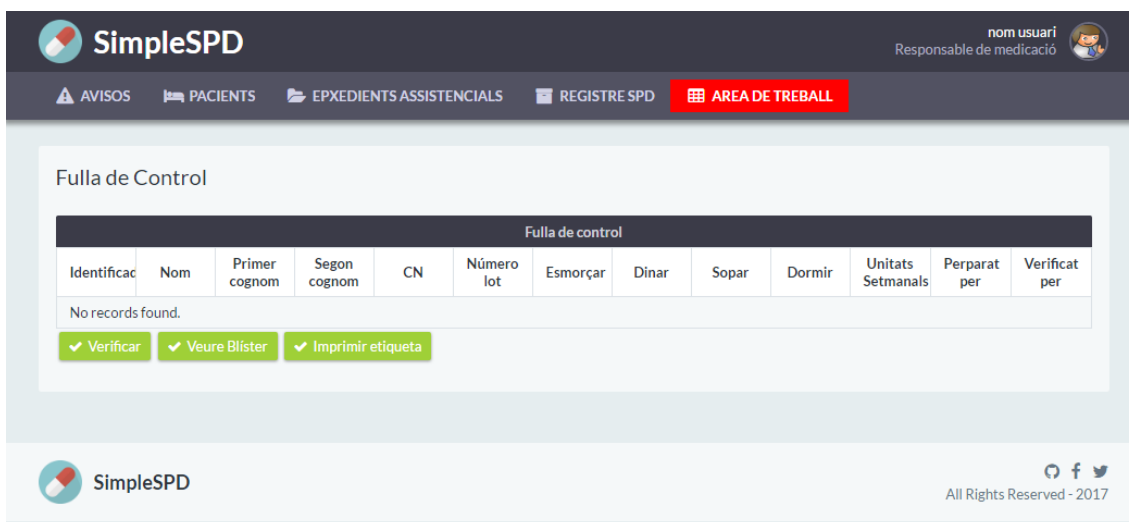 SimpleSPD
nom usuari
Responsable de medicació
AVISOS PACIENTS EPXEDIENTS ASSISTENCIALS REGISTRE SPD AREA DE TREBALL
Fulla de Control
Fulla de control
Identificad Nom Primer cognom Segon cognom CN Número lot Esmorçar Dinar Sopar Dormir Unitats Setmanals Perparat per Verificat per
No records found.
Verificar Veure Blíster Imprimir etiqueta
SimpleSPD
All Rights Reserved - 2017